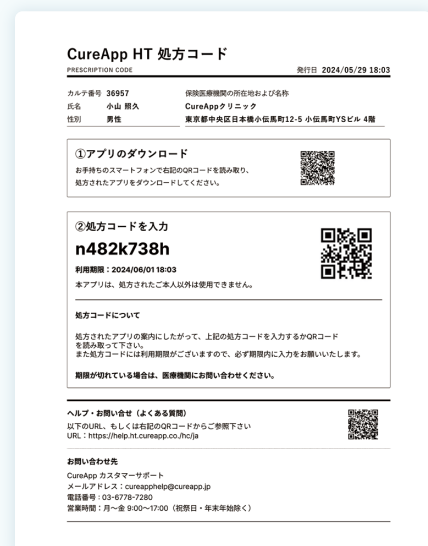 CureApp HT 処方コード
PRESCRIPTION CODE
発行日 2024/05/29 18:03
カルテ番号 36957
保険医療機関の所在地および名称
氏名 小山 照久
CureAppクリニック
性別 男性
東京都中央区日本橋小伝馬町12-5 小伝馬町YSビル 4階
①アプリのダウンロード
お手持ちのスマートフォンで右記のQRコードを読み取り、
処方されたアプリをダウンロードしてください。
②処方コードを入力
n482k738h
利用期限：2024/06/01 18:03
本アプリは、処方されたご本人以外は使用できません。
処方コードについて
処方されたアプリの案内にしたがって、上記の処方コードを入力するかQRコード
を読み取って下さい。
また処方コードには利用期限がございますので、必ず期限内に入力をお願いいたします。
期限が切れている場合は、医療機関にお問い合わせください。
ヘルプ・お問い合せ（よくある質問）
以下のURL、もしくは右記のQRコードからご参照下さい
URL：https://help.ht.cureapp.co./hc/ja
お問い合わせ先
CureApp カスタマーサポート
メールアドレス：cureapphelp@cureapp.jp
電話番号：03-6778-7280
営業時間：月〜金 9:00〜17:00（祝祭日・年末年始除く）